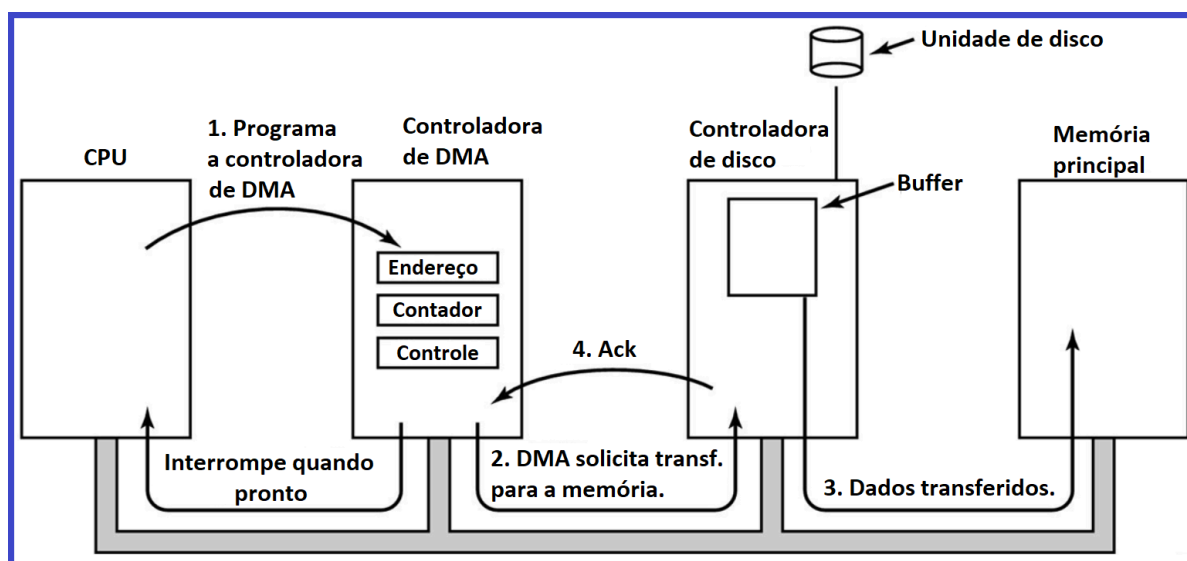 Unidade de disco
1. Programa
a controladora
de DMA
CPU
Controladora
de DMA
Controladora
de disco
Memória
principal
Buffer
Endereço
Contador
Controle
4. Ack
Interrompe quando
pronto
2. DMA solicita transf.
para a memória.
3. Dados transferidos.